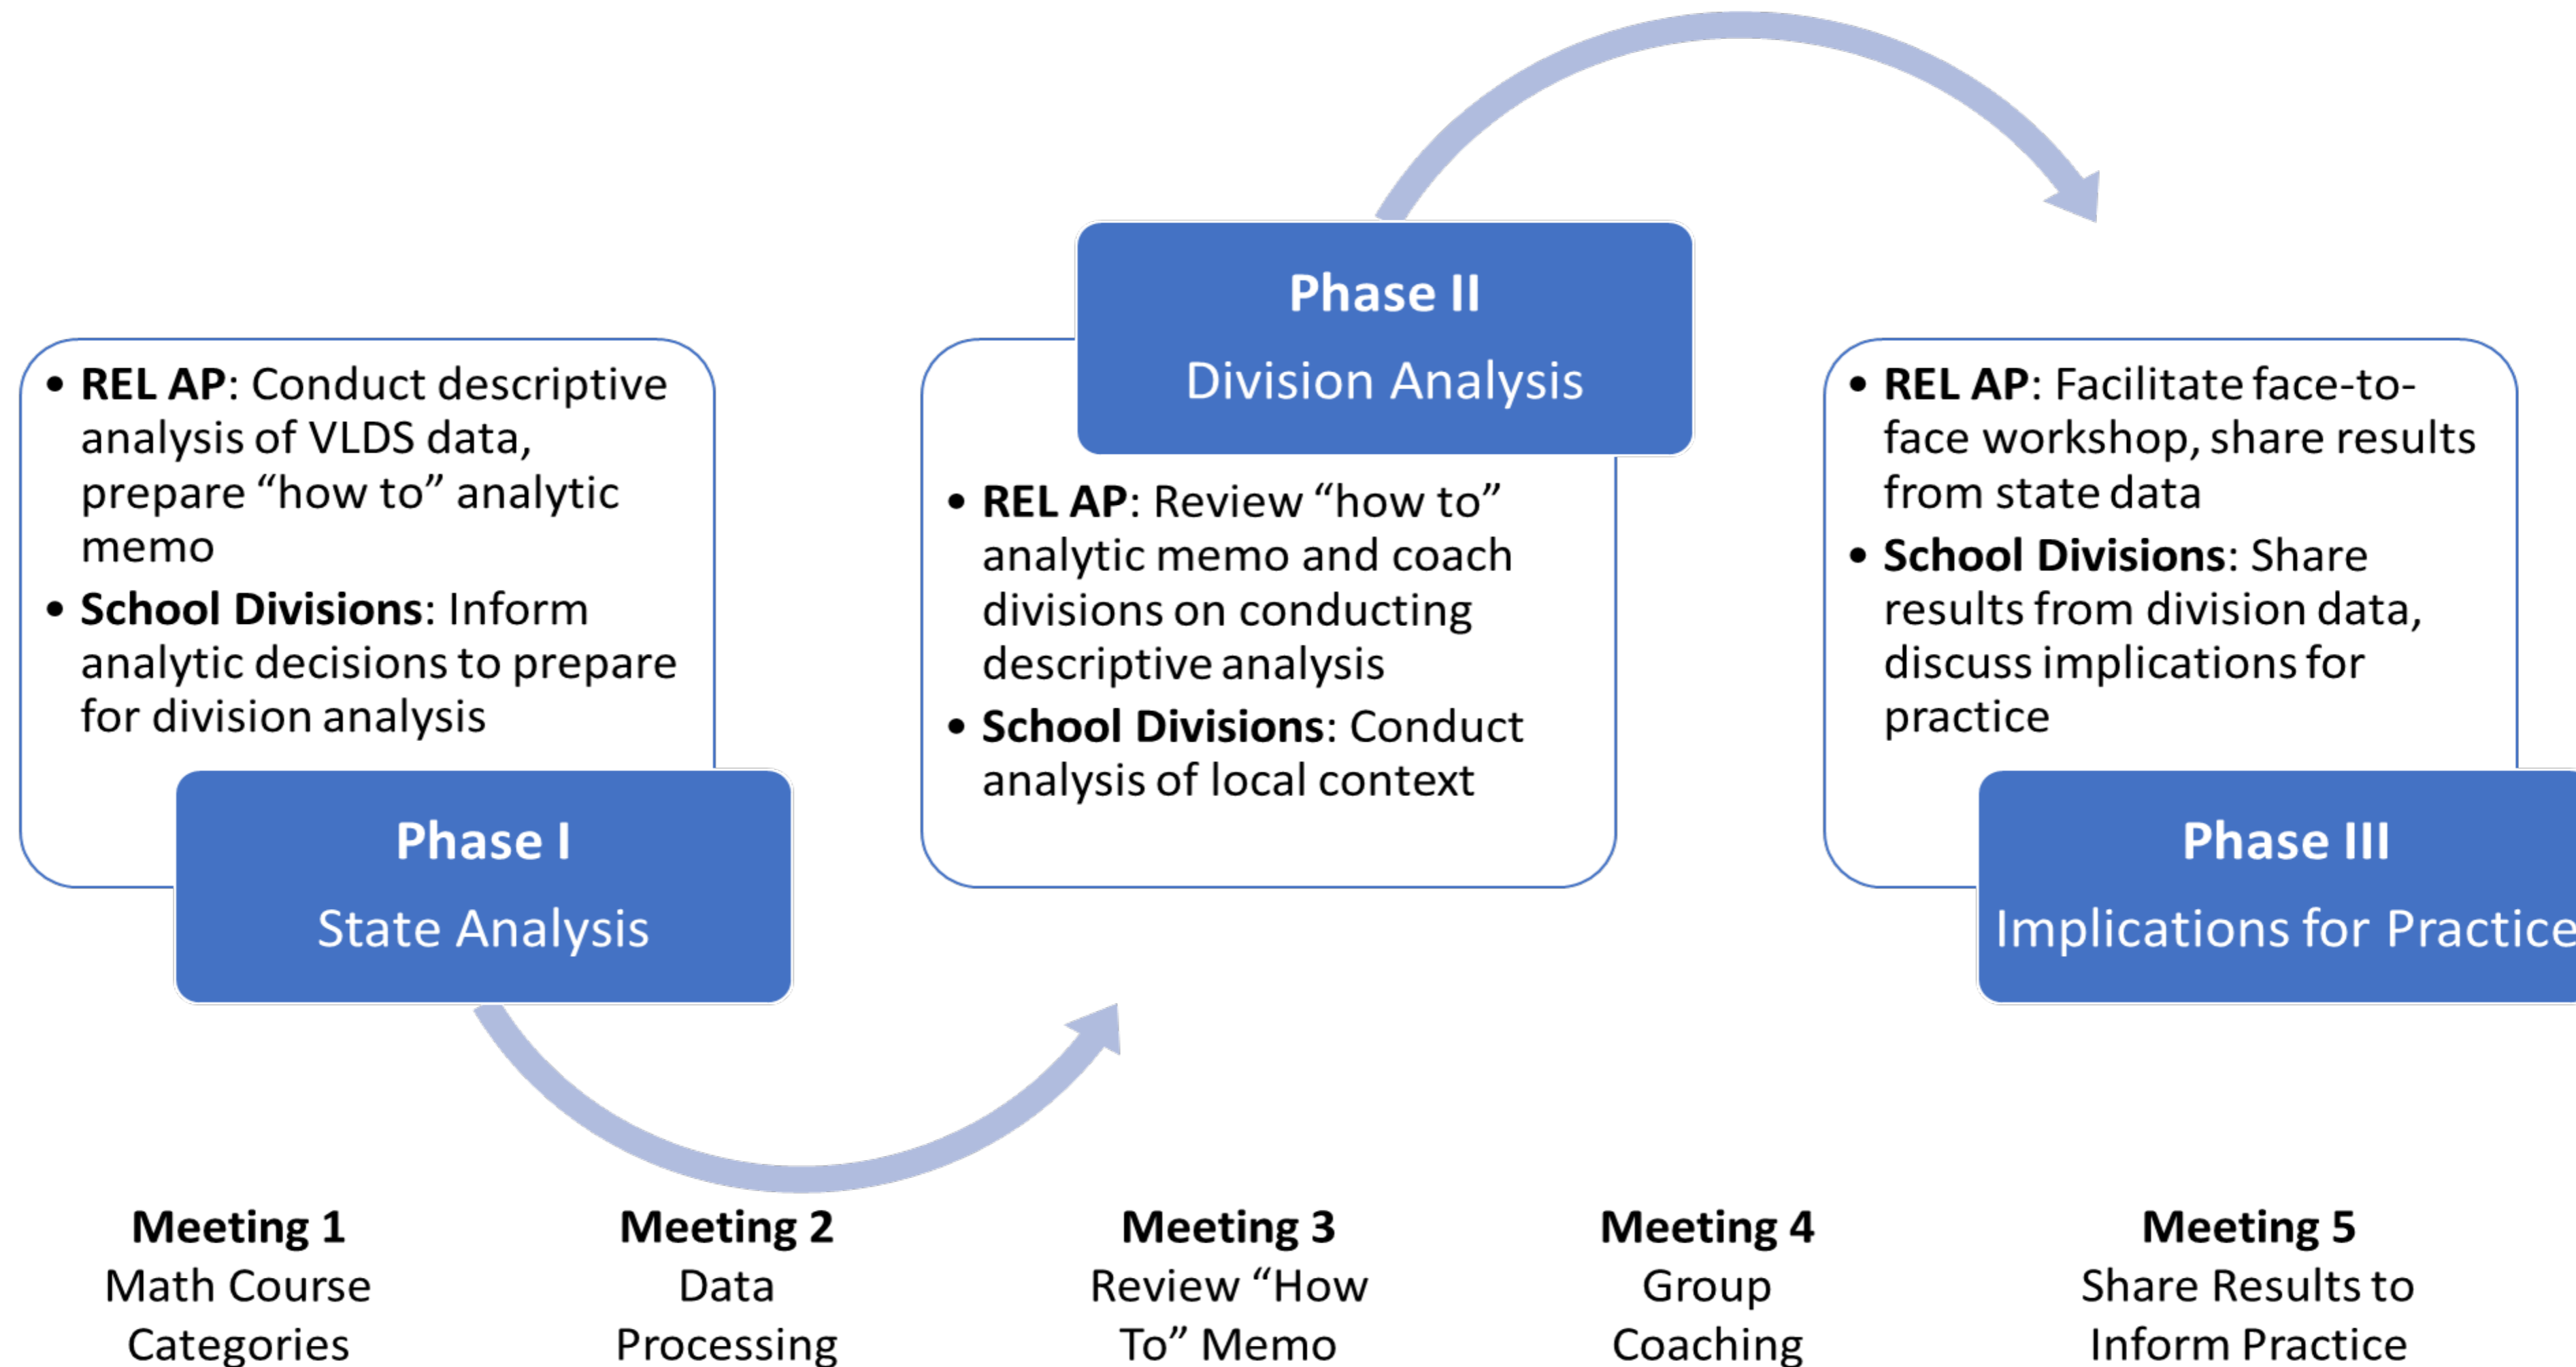 • REL AP: Conduct descriptive
analysis of VLDS data,
prepare “how to” analytic
memo
• School Divisions: Inform
analytic decisions to prepare
for division analysis
Phase I
State Analysis
Phase II
Division Analysis
• REL AP: Review “how to”
analytic memo and coach
divisions on conducting
descriptive analysis
• School Divisions: Conduct
analysis of local context
• REL AP: Facilitate face-to-
face workshop, share results
from state data
• School Divisions: Share
results from division data,
discuss implications for
practice
Phase III
Implications for Practice
Meeting 1
Math Course
Categories
Meeting 2
Data
Processing
Meeting 3
Review “How
To” Memo
Meeting 4
Group
Coaching
Meeting 5
Share Results to
Inform Practice